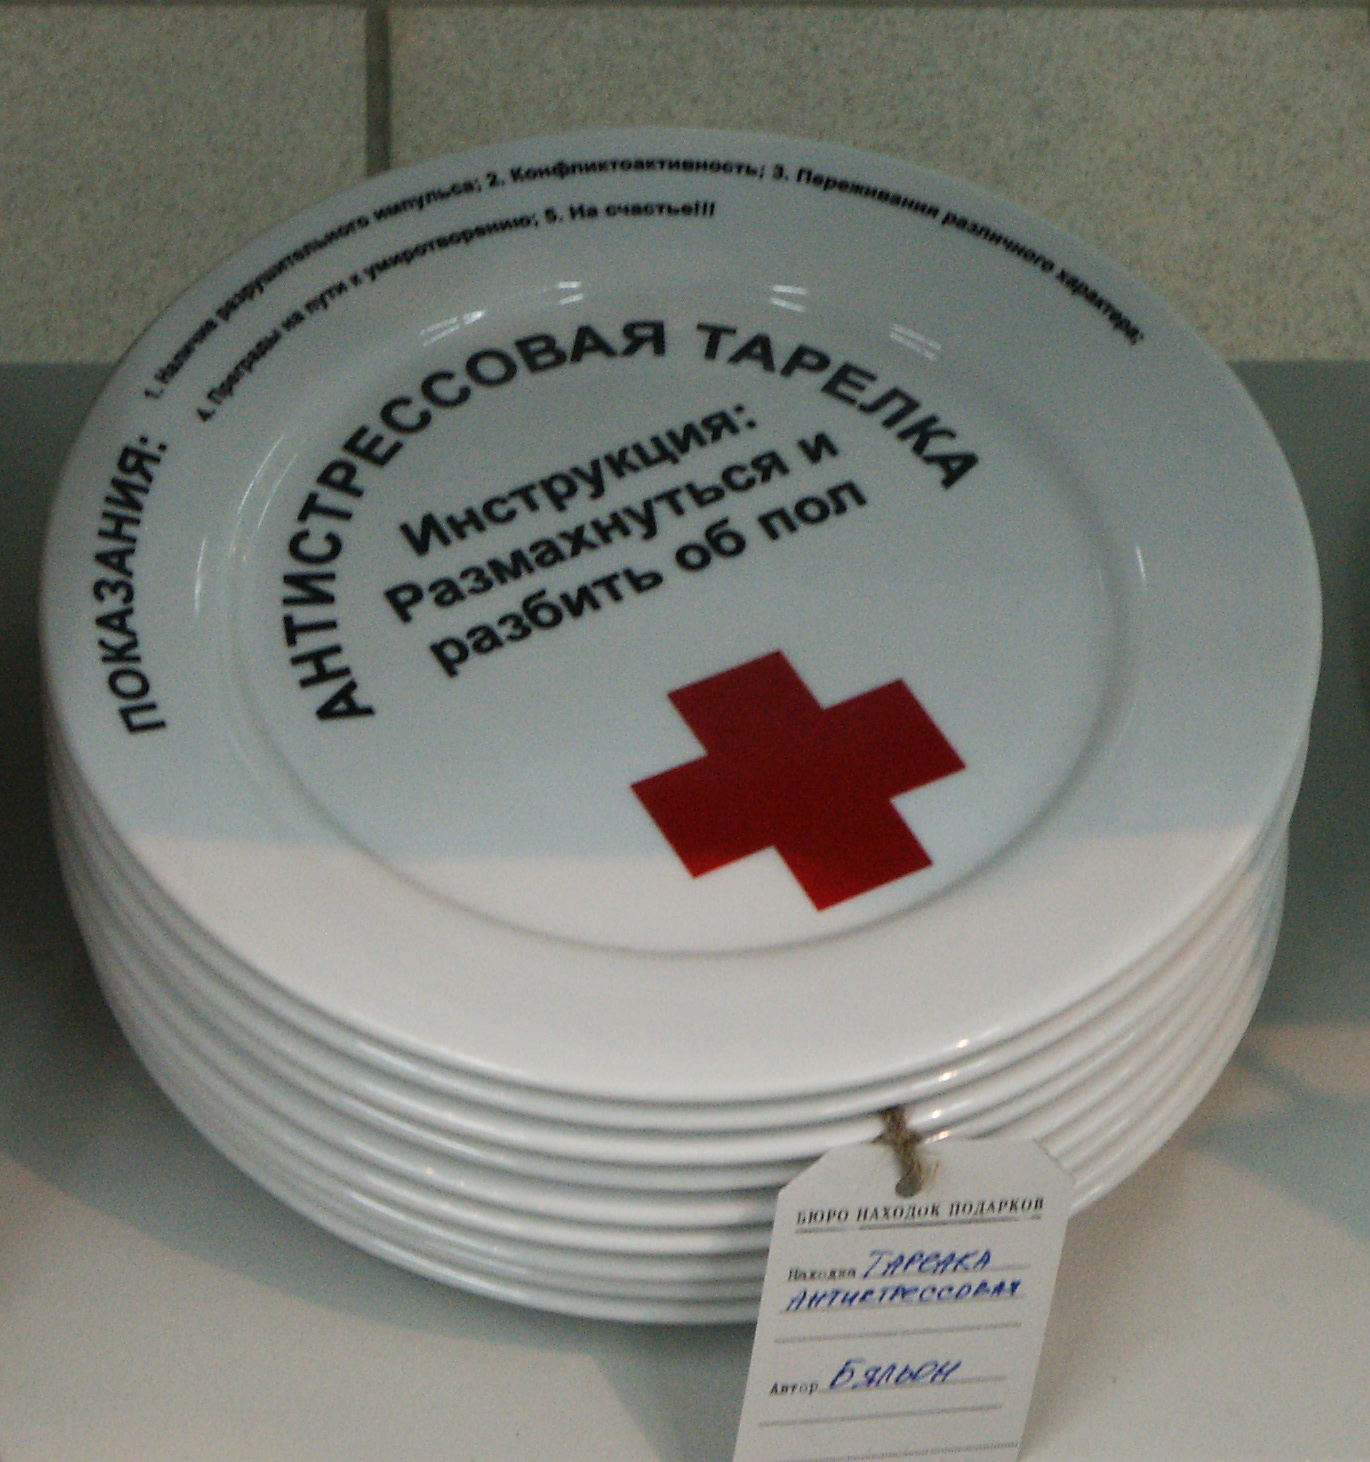 ПОКАЗАНИЯ:
1. Наличие разрушительного импульса; 2. Конфликтоактивность; 3. Переживания различного характера;
4. Преграды на пути к умиротворению; 5. На счастье!!!
АНТИСТРЕССОВАЯ ТАРЕЛКА
Инструкция:
Размахнуться и
разбить об пол
БЮРО НАХОДОК ПОДАРКОВ
Находка ТАРЕЛКА
АНТИСТРЕССОВАЯ
Автор Бяльон